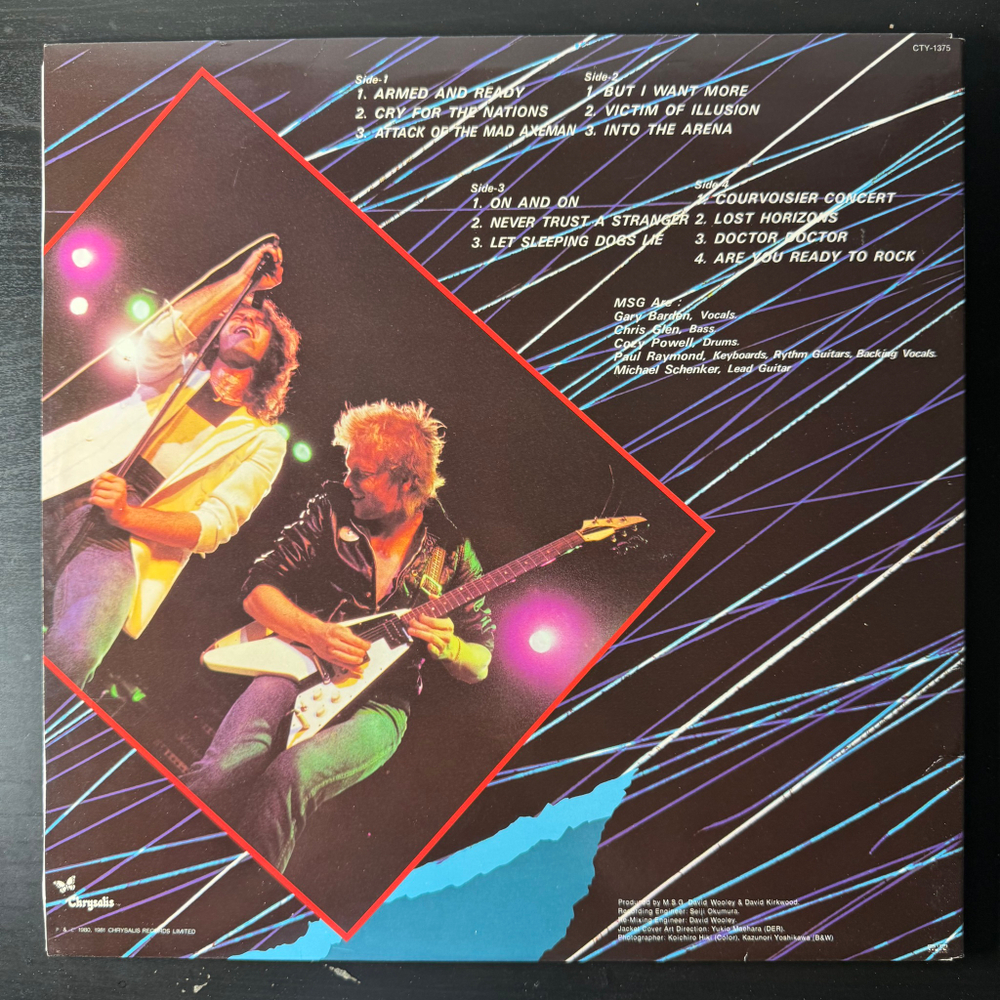 CTY-1375
Side-1
1. ARMED AND READY
2. CRY FOR THE NATIONS
3. ATTACK OF THE MAD AXEMAN
Side-2
1. BUT I WANT MORE
2. VICTIM OF ILLUSION
3. INTO THE ARENA
Side-3
1. ON AND ON
2. NEVER TRUST A STRANGER
3. LET SLEEPING DOGS LIE
Side-4
1. COURVOISIER CONCERT
2. LOST HORIZONS
3. DOCTOR DOCTOR
4. ARE YOU READY TO ROCK
MSG Are :
Gary Barden, Vocals.
Chris Glen, Bass
Cozy Powell, Drums.
Paul Raymond, Keyboards, Rythm Guitars, Backing Vocals.
Michael Schenker, Lead Guitar
Chrysalis
1980, 1981 CHRYSALIS RECORDS LIMITED
Produced by M.S.G. David Wooley & David Kirkwood.
Recording Engineer: Seiji Okumura.
Re-Mixing Engineer: David Wooley.
Jacket Cover Art Direction: Yukio Maehara (DER).
Photographer: Koichiro Hiki (Color), Kazunori Yoshikawa (B&W)